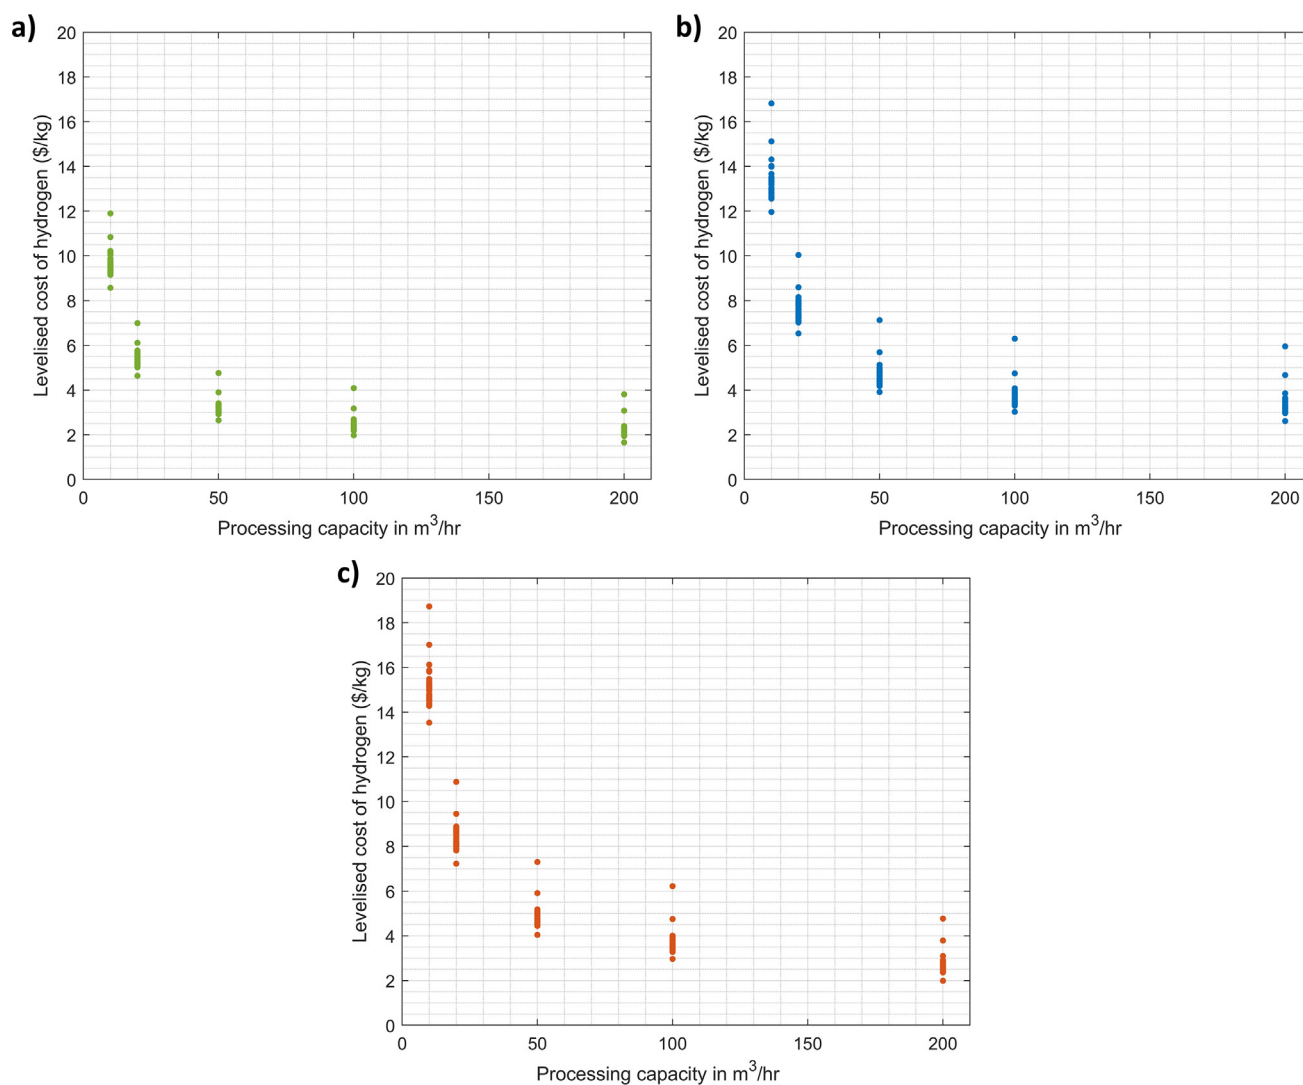 a)
20
18
16
14
12
10
8
6
4
2
0
Levelised cost of hydrogen ($/kg)
0 50 100 150 200
Processing capacity in m³/hr
b)
20
18
16
14
12
10
8
6
4
2
0
Levelised cost of hydrogen ($/kg)
0 50 100 150 200
Processing capacity in m³/hr
c)
20
18
16
14
12
10
8
6
4
2
0
Levelised cost of hydrogen ($/kg)
0 50 100 150 200
Processing capacity in m³/hr